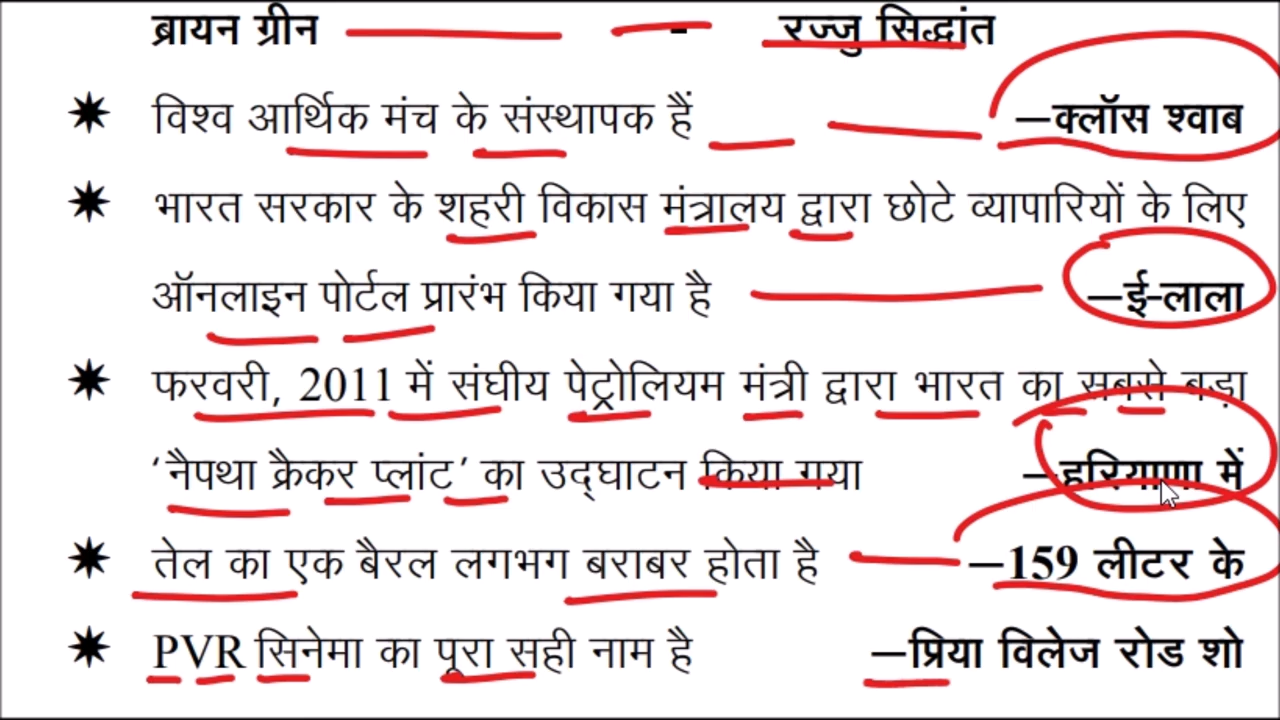 ब्रायन ग्रीन - रज्जु सिद्धांत
✷ विश्व आर्थिक मंच के संस्थापक हैं —क्लॉस श्वाब
✷ भारत सरकार के शहरी विकास मंत्रालय द्वारा छोटे व्यापारियों के लिए
ऑनलाइन पोर्टल प्रारंभ किया गया है —ई-लाला
✷ फरवरी, 2011 में संघीय पेट्रोलियम मंत्री द्वारा भारत का सबसे बड़ा
‘नैपथा क्रैकर प्लांट’ का उद्‌घाटन किया गया —हरियाणा में
✷ तेल का एक बैरल लगभग बराबर होता है —159 लीटर के
✷ PVR सिनेमा का पूरा सही नाम है —प्रिया विलेज रोड शो